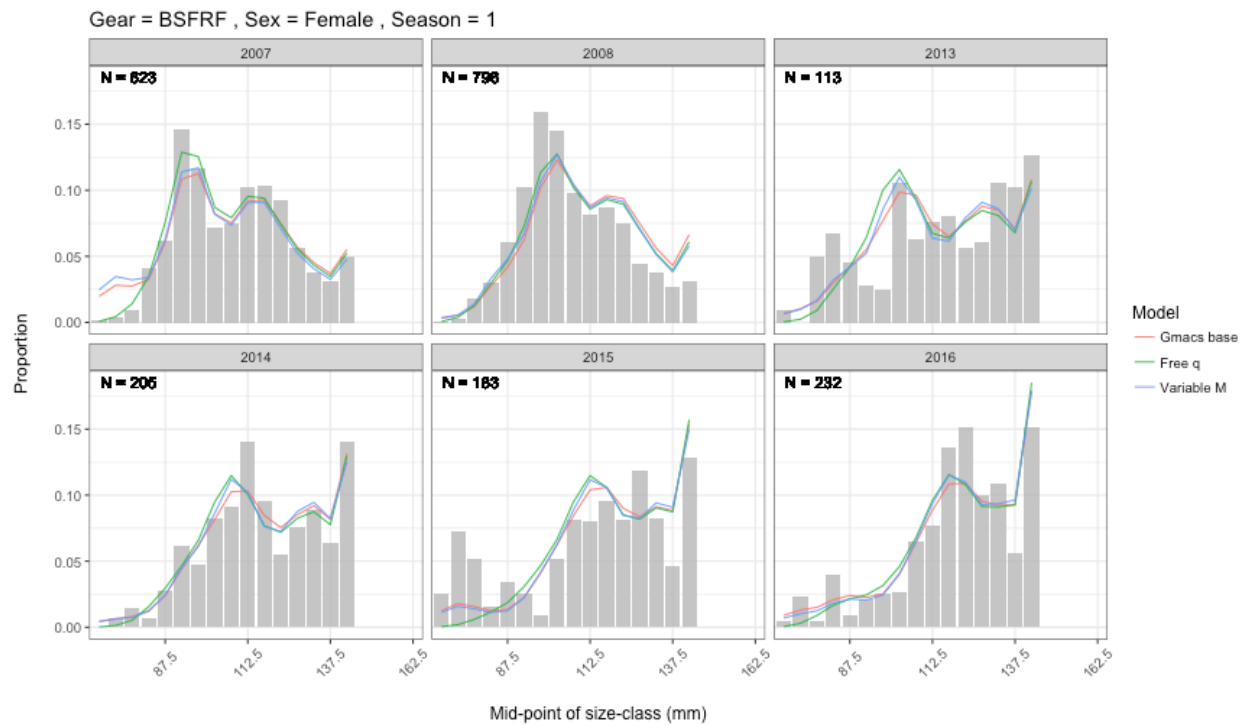 Gear = BSFRF , Sex = Female , Season = 1
2007
2008
2013
N = 623
N = 798
N = 113
0.15
0.10
0.05
0.00
2014
2015
2016
N = 205
N = 163
N = 232
0.15
0.10
0.05
0.00
87.5
112.5
137.5
162.5
87.5
112.5
137.5
162.5
87.5
112.5
137.5
162.5
Proportion
Mid-point of size-class (mm)
Model
Gmacs base
Free q
Variable M